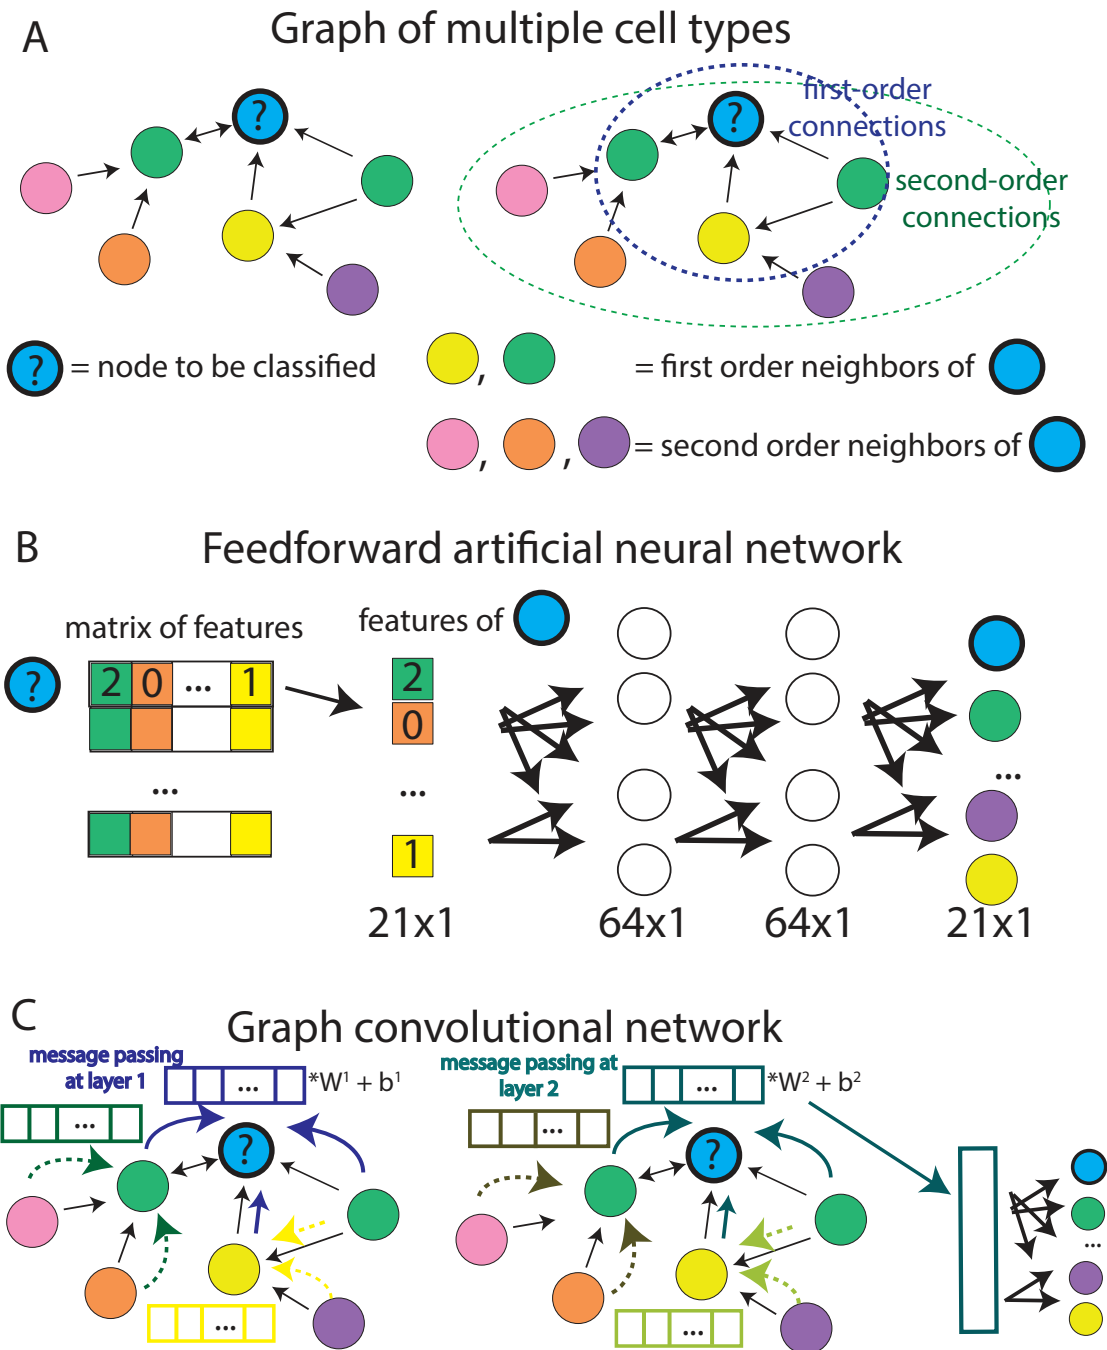 A
Graph of multiple cell types
?
?
first-order
connections
second-order
connections
? = node to be classified
, = first order neighbors of
, , = second order neighbors of
B
Feedforward artificial neural network
matrix of features
features of
?
2 0 ... 1
...
2
0
...
1
...
21x1
64x1
64x1
21x1
C
Graph convolutional network
message passing
at layer 1
... *W¹ + b¹
...
?
...
message passing at
layer 2
... *W² + b²
...
?
...
...